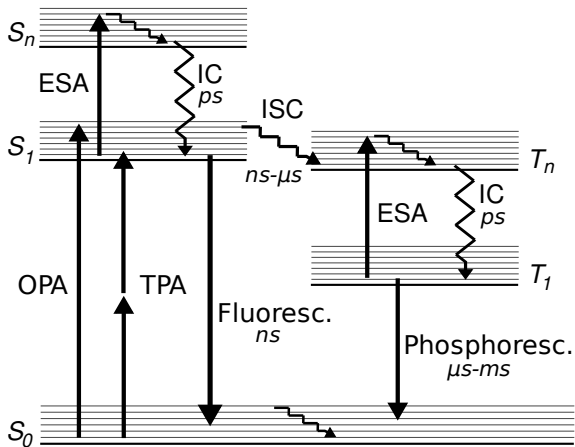 Sn
ESA
IC
ps
ISC
S1
ns-μs
Tn
ESA
IC
ps
OPA
TPA
Fluoresc.
ns
T1
Phosphoresc.
μs-ms
S0